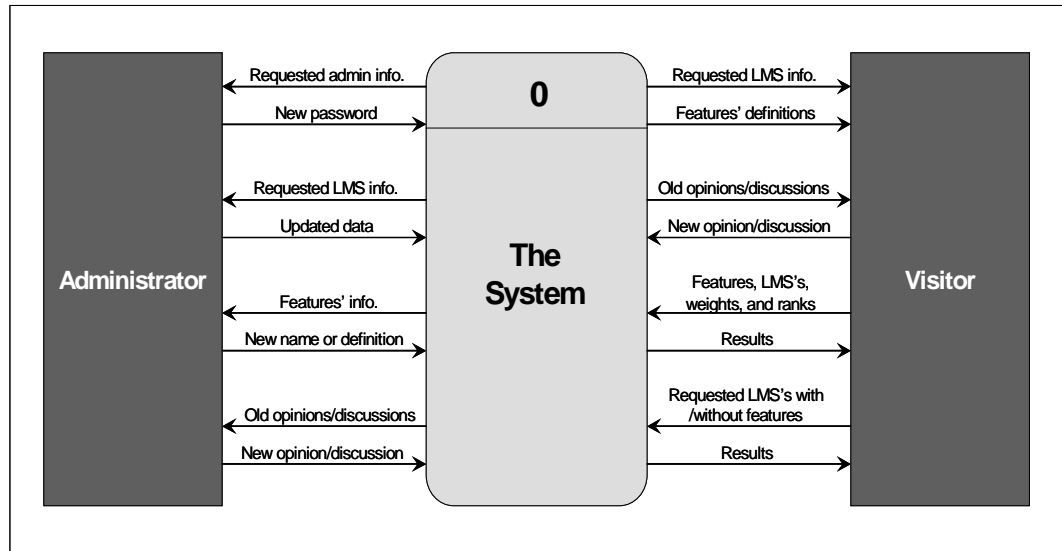 Administrator
Requested admin info.
New password
Requested LMS info.
Updated data
Features' info.
New name or definition
Old opinions/discussions
New opinion/discussion
0
The
System
Requested LMS info.
Features' definitions
Old opinions/discussions
New opinion/discussion
Features, LMS's,
weights, and ranks
Results
Requested LMS's with
/without features
Results
Visitor